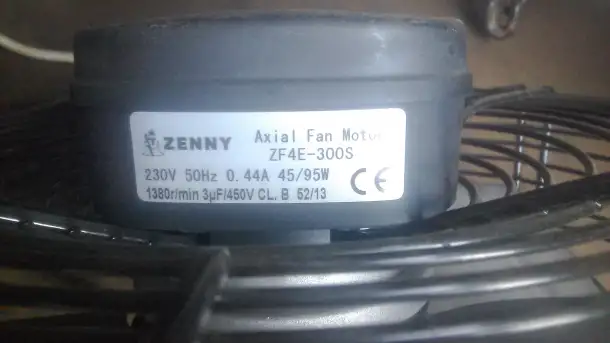 ZENNY Axial Fan Motor
ZF4E-300S
230V 50Hz 0.44A 45/95W
1380r/min 3μF/450V CL. B 52/13
CE